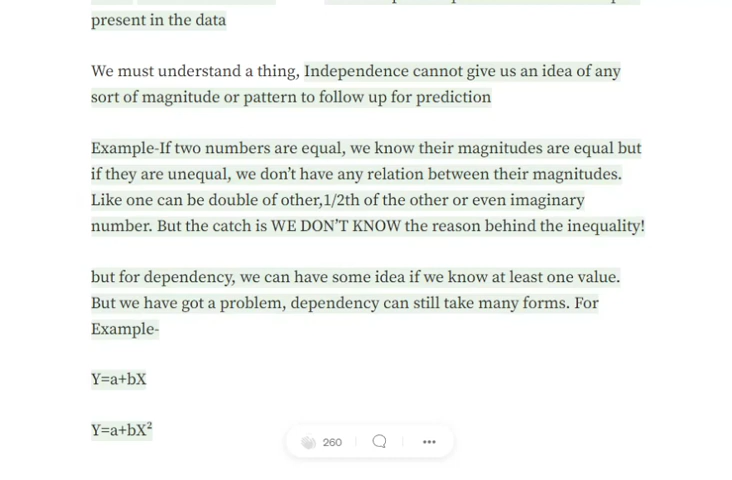 present in the data
We must understand a thing, Independence cannot give us an idea of any
sort of magnitude or pattern to follow up for prediction
Example-If two numbers are equal, we know their magnitudes are equal but
if they are unequal, we don’t have any relation between their magnitudes.
Like one can be double of other,1/2th of the other or even imaginary
number. But the catch is WE DON’T KNOW the reason behind the inequality!
but for dependency, we can have some idea if we know at least one value.
But we have got a problem, dependency can still take many forms. For
Example-
Y=a+bX
Y=a+bX²
260